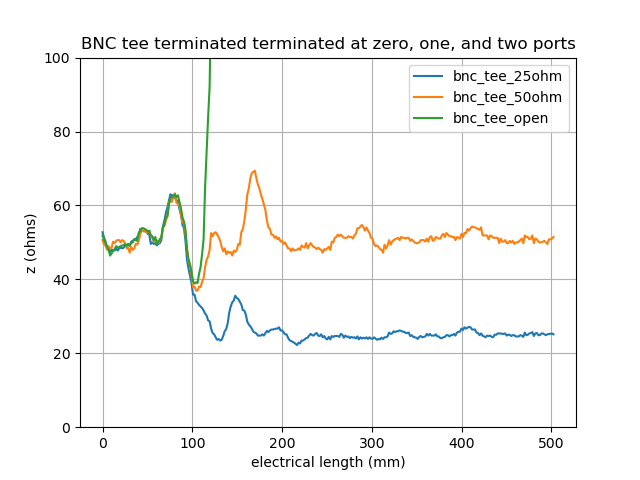 BNC tee terminated terminated at zero, one, and two ports
100
bnc_tee_25ohm
bnc_tee_50ohm
bnc_tee_open
80
60
z (ohms)
40
20
0
0 100 200 300 400 500
electrical length (mm)